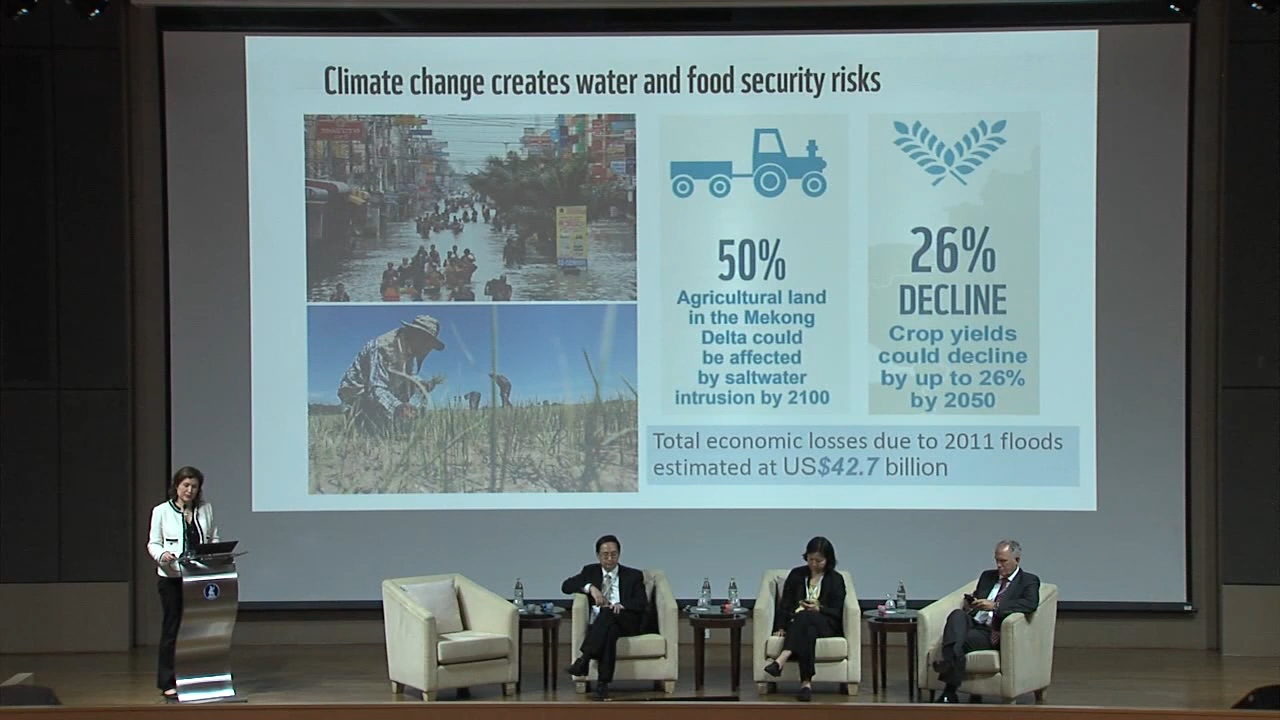 Climate change creates water and food security risks
50%
Agricultural land
in the Mekong
Delta could
be affected
by saltwater
intrusion by 2100
26%
DECLINE
Crop yields
could decline
by up to 26%
by 2050
Total economic losses due to 2011 floods
estimated at US$42.7 billion